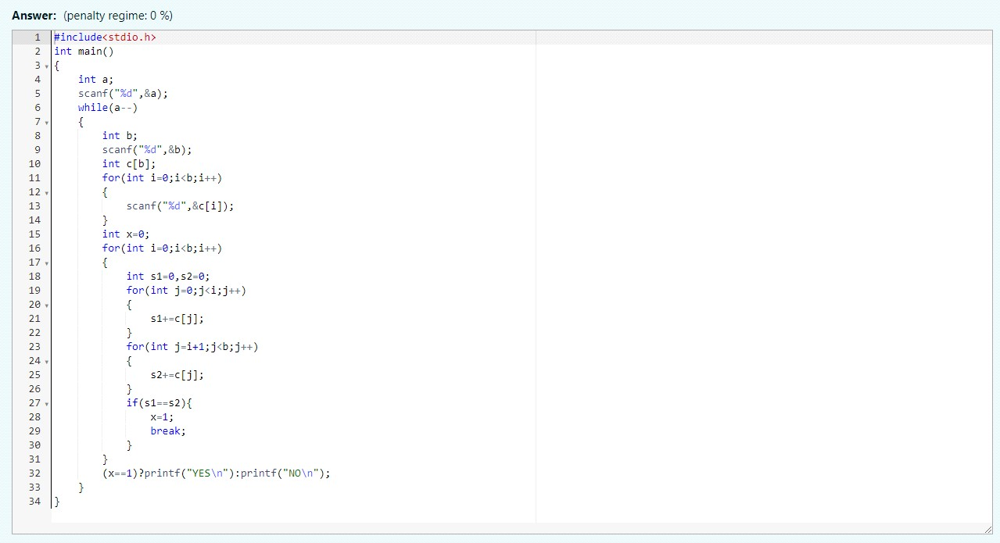 Answer: (penalty regime: 0 %)
1 #include<stdio.h>
2 int main()
3 {
4 int a;
5 scanf("%d",&a);
6 while(a--)
7 {
8 int b;
9 scanf("%d",&b);
10 int c[b];
11 for(int i=0;i<b;i++)
12 {
13 scanf("%d",&c[i]);
14 }
15 int x=0;
16 for(int i=0;i<b;i++)
17 {
18 int s1=0,s2=0;
19 for(int j=0;j<i;j++)
20 {
21 s1+=c[j];
22 }
23 for(int j=i+1;j<b;j++)
24 {
25 s2+=c[j];
26 }
27 if(s1==s2){
28 x=1;
29 break;
30 }
31 }
32 (x==1)?printf("YES\n"):printf("NO\n");
33 }
34 }